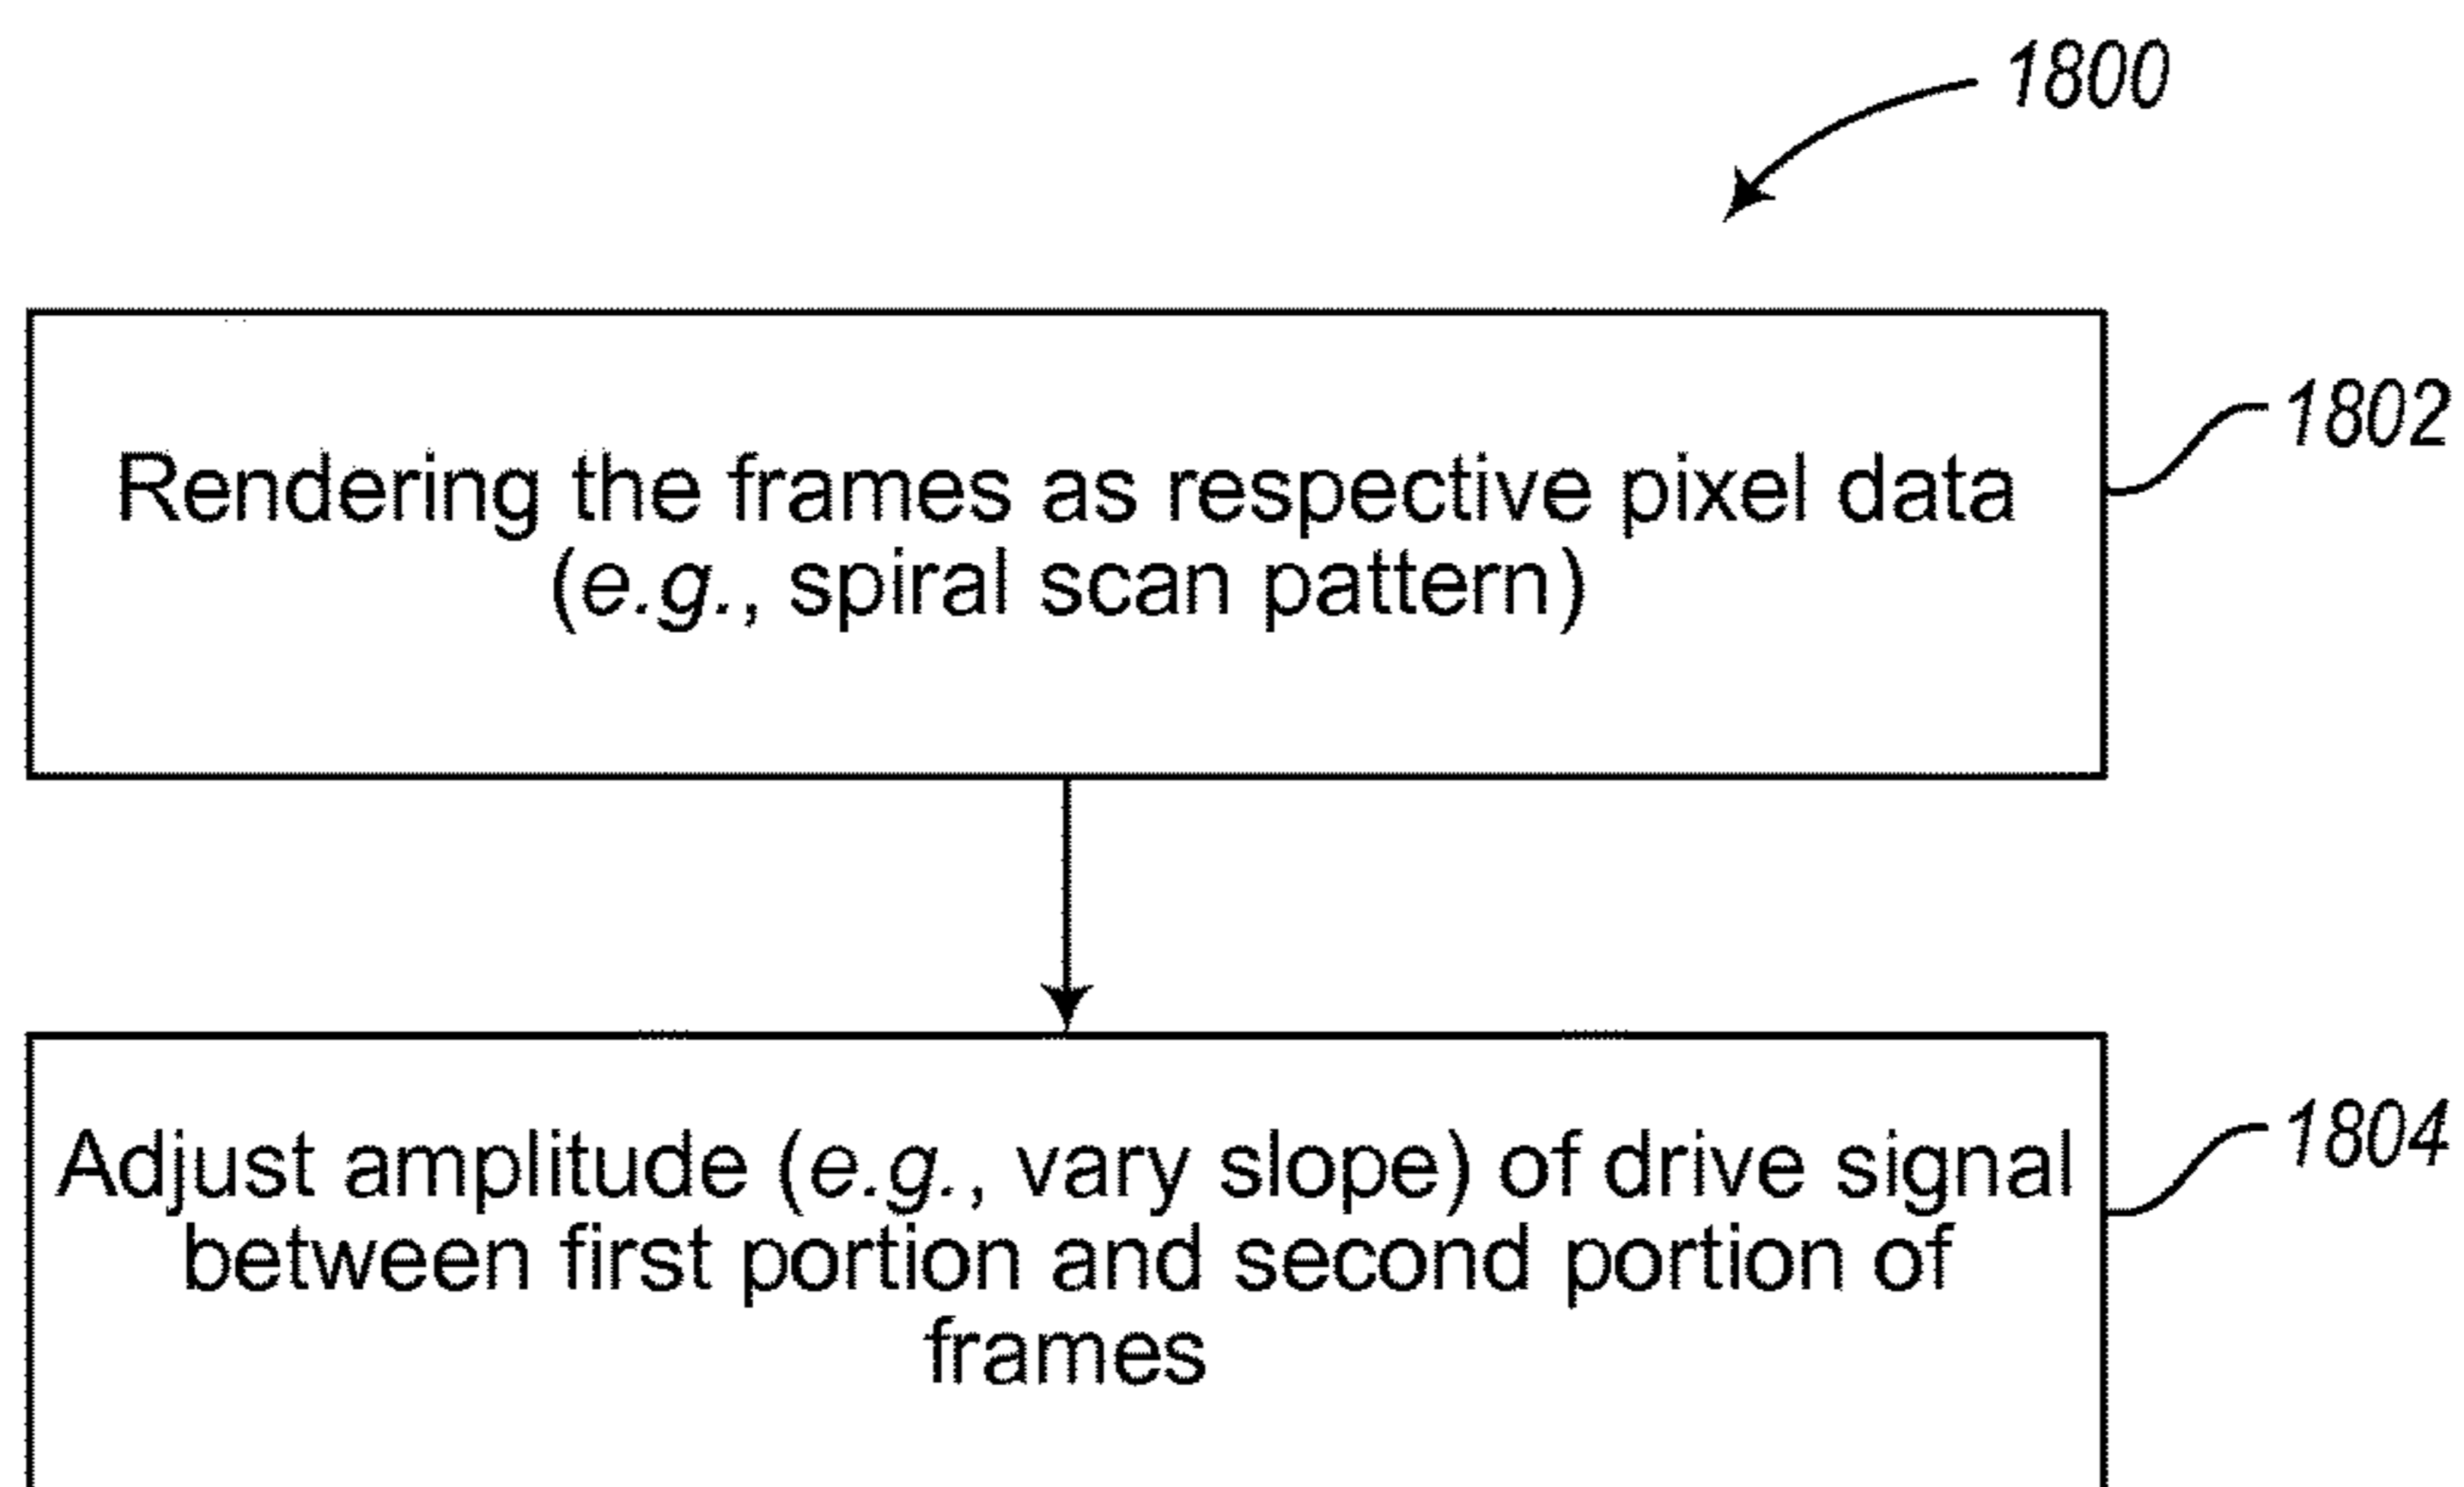 1800
Rendering the frames as respective pixel data
(e.g., spiral scan pattern)
1802
Adjust amplitude (e.g., vary slope) of drive signal
between first portion and second portion of
frames
1804